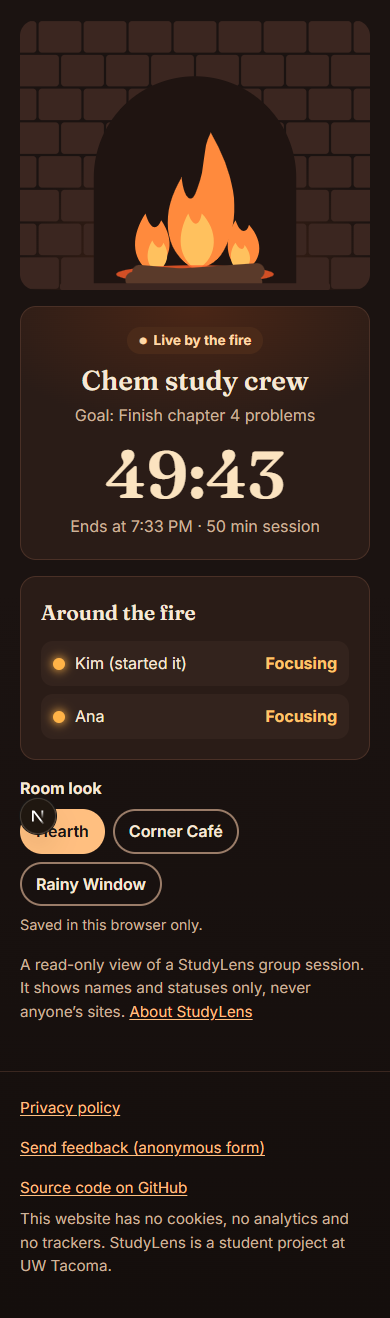 Live by the fire
Chem study crew
Goal: Finish chapter 4 problems
49:43
Ends at 7:33 PM · 50 min session
Around the fire
Kim (started it) Focusing
Ana Focusing
Room look
N
Hearth Corner Café
Rainy Window
Saved in this browser only.
A read-only view of a StudyLens group session.
It shows names and statuses only, never
anyone’s sites. About StudyLens
Privacy policy
Send feedback (anonymous form)
Source code on GitHub
This website has no cookies, no analytics and
no trackers. StudyLens is a student project at
UW Tacoma.